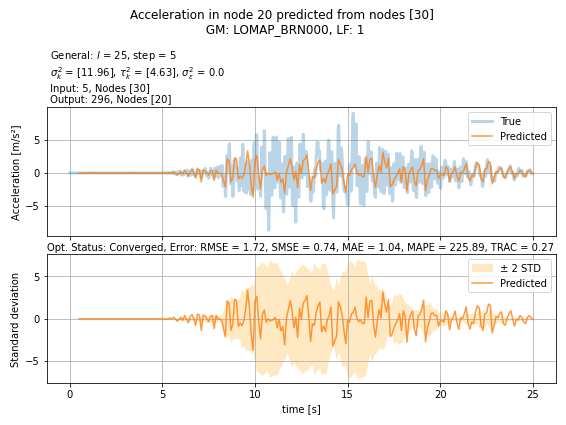 Acceleration in node 20 predicted from nodes [30]
GM: LOMAP_BRN000, LF: 1
General: l = 25, step = 5
σ²ₖ = [11.96], τ²ₖ = [4.63], σ²ε = 0.0
Input: 5, Nodes [30]
Output: 296, Nodes [20]
Acceleration [m/s²]
5
0
−5
True
Predicted
Opt. Status: Converged, Error: RMSE = 1.72, SMSE = 0.74, MAE = 1.04, MAPE = 225.89, TRAC = 0.27
Standard deviation
5
0
−5
± 2 STD
Predicted
0 5 10 15 20 25
time [s]